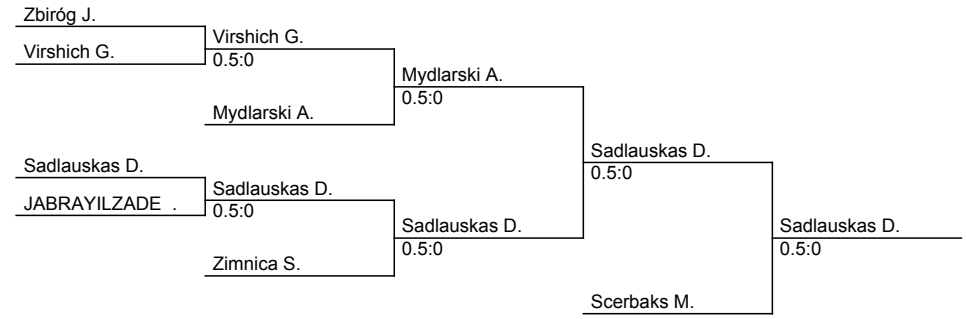 Zbiróg J.
Virshich G.
Virshich G.
0.5:0
Mydlarski A.
0.5:0
Mydlarski A.
Sadlauskas D.
0.5:0
Sadlauskas D.
Sadlauskas D.
0.5:0
JABRAYILZADE .
Sadlauskas D.
0.5:0
Sadlauskas D.
0.5:0
Zimnica S.
Scerbaks M.